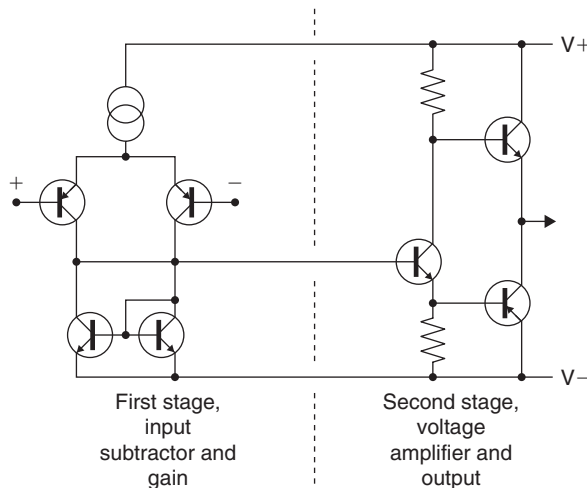 V+
+
−
V−
First stage,
input
subtractor and
gain
Second stage,
voltage
amplifier and
output